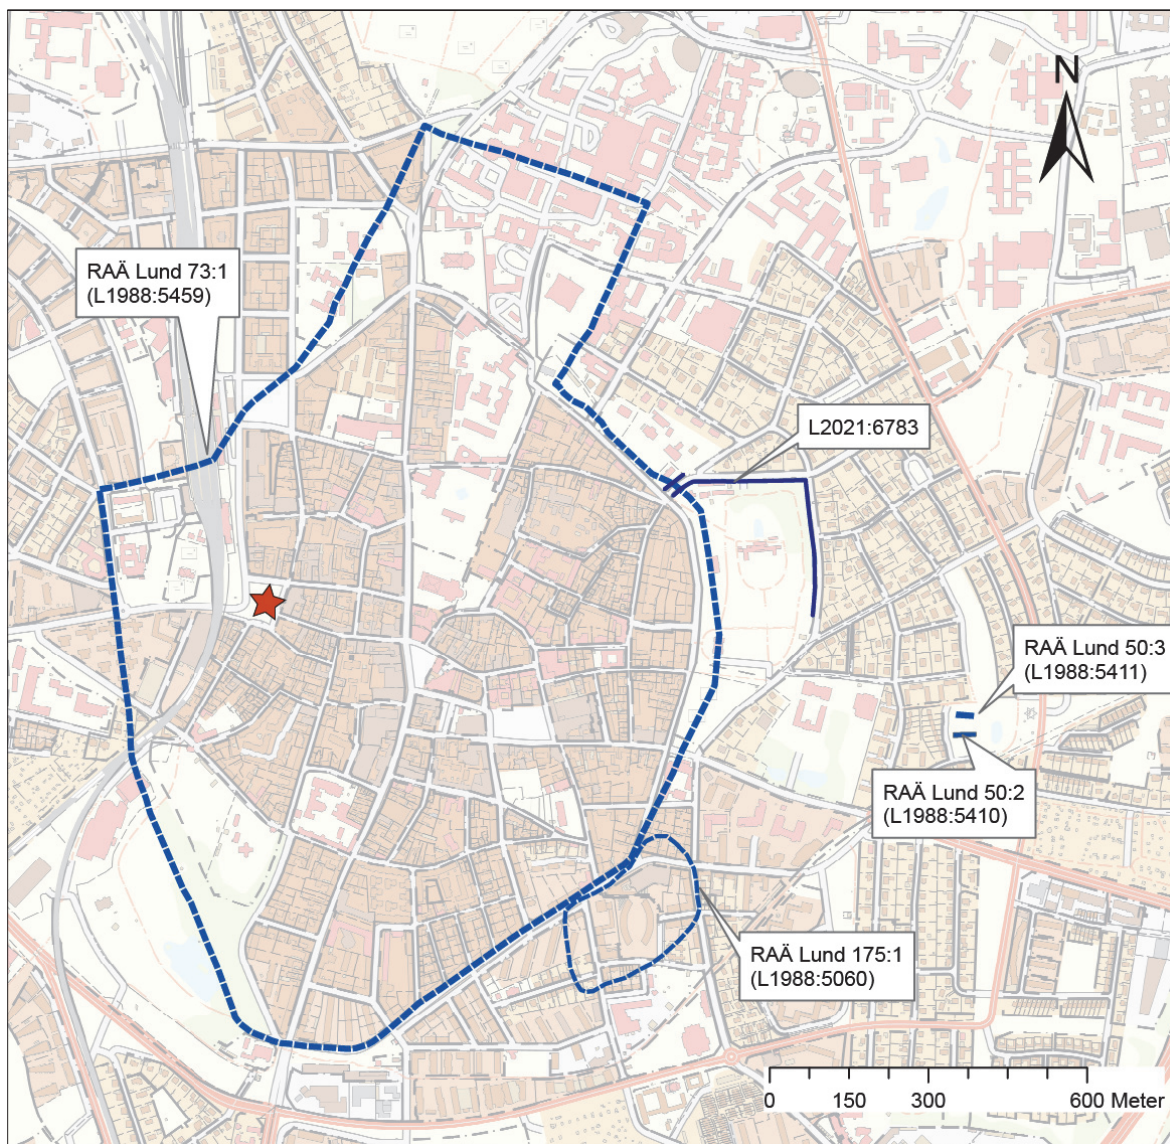 N
RAÄ Lund 73:1
(L1988:5459)
L2021:6783
RAÄ Lund 50:3
(L1988:5411)
RAÄ Lund 50:2
(L1988:5410)
RAÄ Lund 175:1
(L1988:5060)
0 150 300 600 Meter